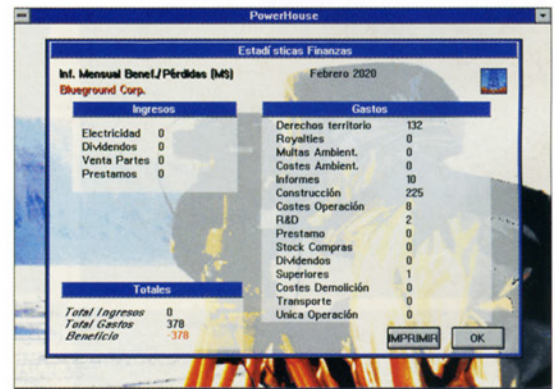 PowerHouse
Estadísticas Finanzas
Inf. Mensual Benef./Pérdidas (M$) Febrero 2020
Blueground Corp.
Ingresos
Electricidad 0
Dividendos 0
Venta Partes 0
Prestamos 0
Gastos
Derechos territorio 132
Royalties 0
Multas Ambient. 0
Costes Ambient. 0
Informes 10
Construcción 225
Costes Operación 8
R&D 2
Prestamo 0
Stock Compras 0
Dividendos 0
Superiores 1
Costes Demolición 0
Transporte 0
Unica Operación 0
Totales
Total Ingresos 0
Total Gastos 378
Beneficio -378
IMPRIMIR OK